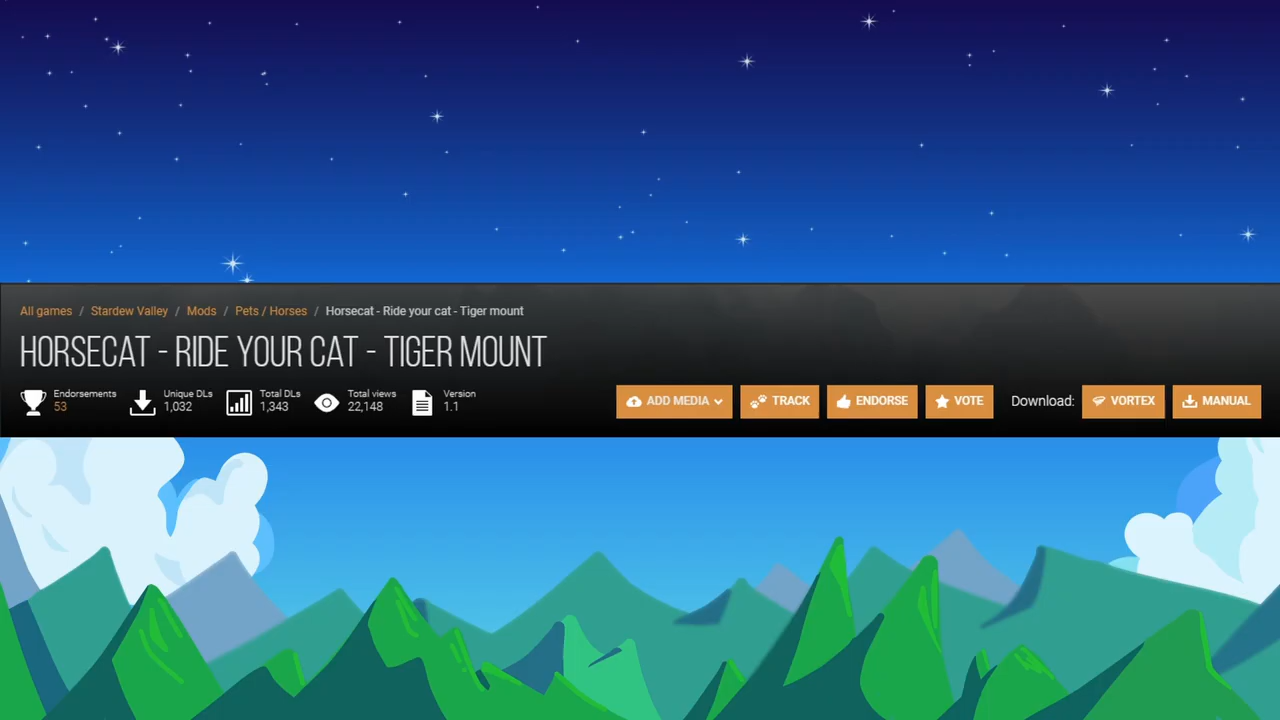 All games / Stardew Valley / Mods / Pets / Horses / Horsecat - Ride your cat - Tiger mount
HORSECAT - RIDE YOUR CAT - TIGER MOUNT
Endorsements Unique DLs Total DLs Total views Version
53 1,032 1,343 22,148 1.1
ADD MEDIA TRACK ENDORSE VOTE Download: VORTEX MANUAL